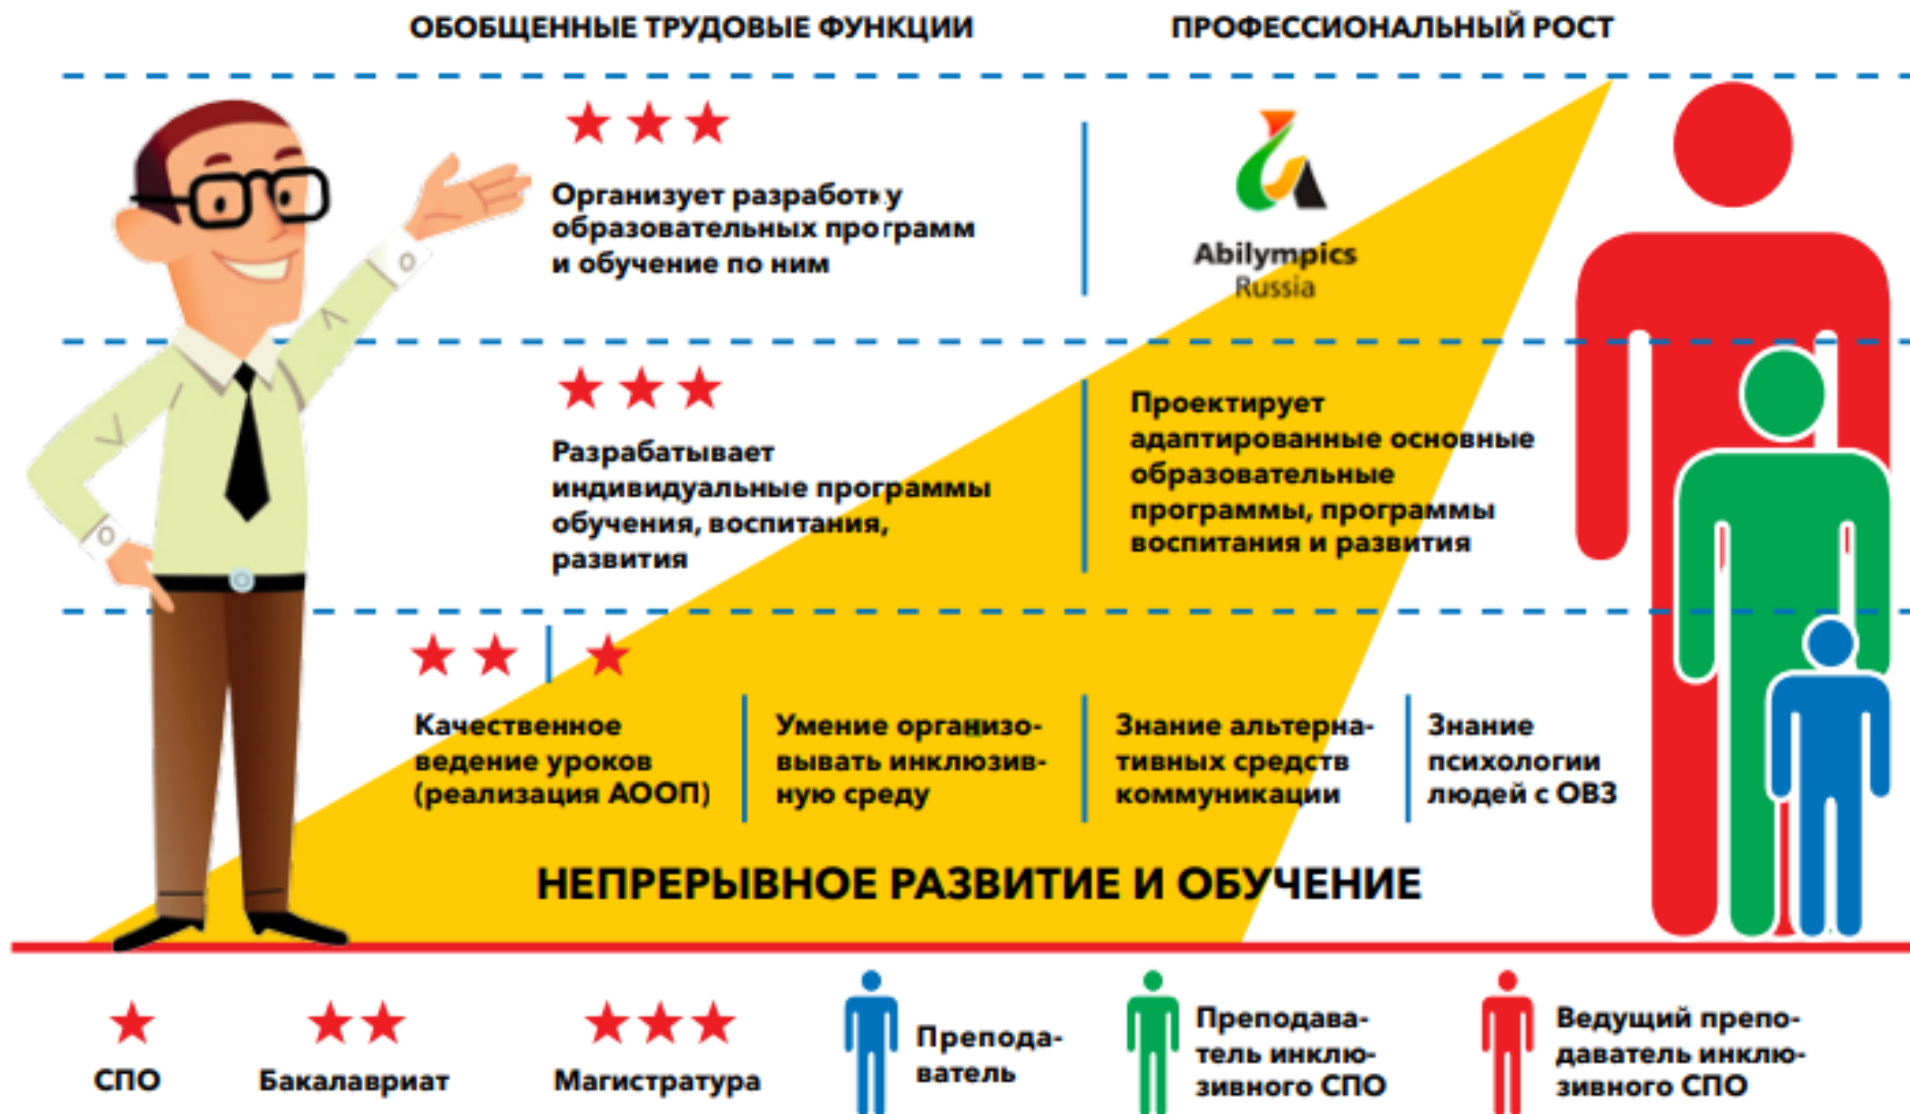 ОБОБЩЕННЫЕ ТРУДОВЫЕ ФУНКЦИИ
ПРОФЕССИОНАЛЬНЫЙ РОСТ
Организует разработку
образовательных программ
и обучение по ним
Abilympics
Russia
Разрабатывает
индивидуальные программы
обучения, воспитания,
развития
Проектирует
адаптированные основные
образовательные
программы, программы
воспитания и развития
Качественное
ведение уроков
(реализация АООП)
Умение организо-
вывать инклюзив-
ную среду
Знание альтерна-
тивных средств
коммуникации
Знание
психологии
людей с ОВЗ
НЕПРЕРЫВНОЕ РАЗВИТИЕ И ОБУЧЕНИЕ
СПО
Бакалавриат
Магистратура
Препода-
ватель
Преподава-
тель инклю-
зивного СПО
Ведущий препо-
даватель инклю-
зивного СПО